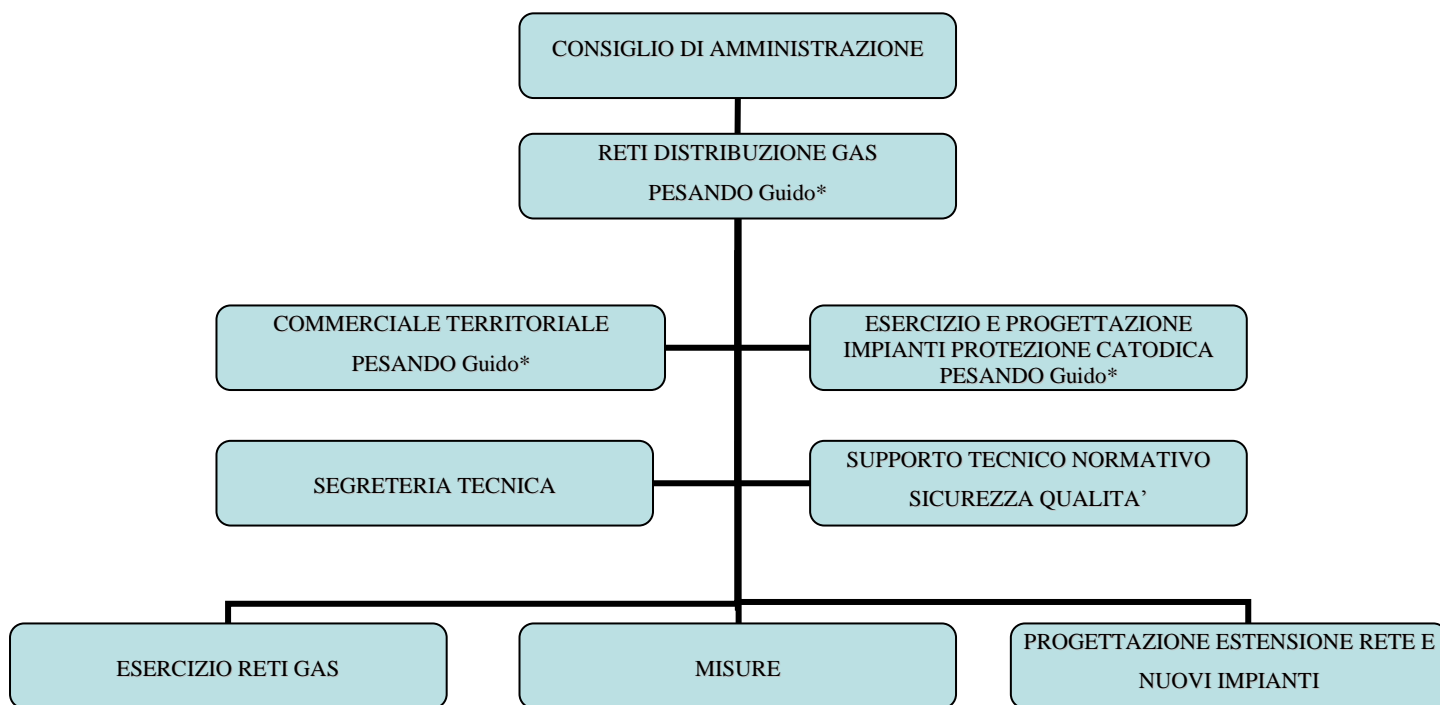 CONSIGLIO DI AMMINISTRAZIONE
RETI DISTRIBUZIONE GAS
PESANDO Guido*
COMMERCIALE TERRITORIALE
PESANDO Guido*
ESERCIZIO E PROGETTAZIONE
IMPIANTI PROTEZIONE CATODICA
PESANDO Guido*
SEGRETERIA TECNICA
SUPPORTO TECNICO NORMATIVO
SICUREZZA QUALITA’
ESERCIZIO RETI GAS
MISURE
PROGETTAZIONE ESTENSIONE RETE E
NUOVI IMPIANTI